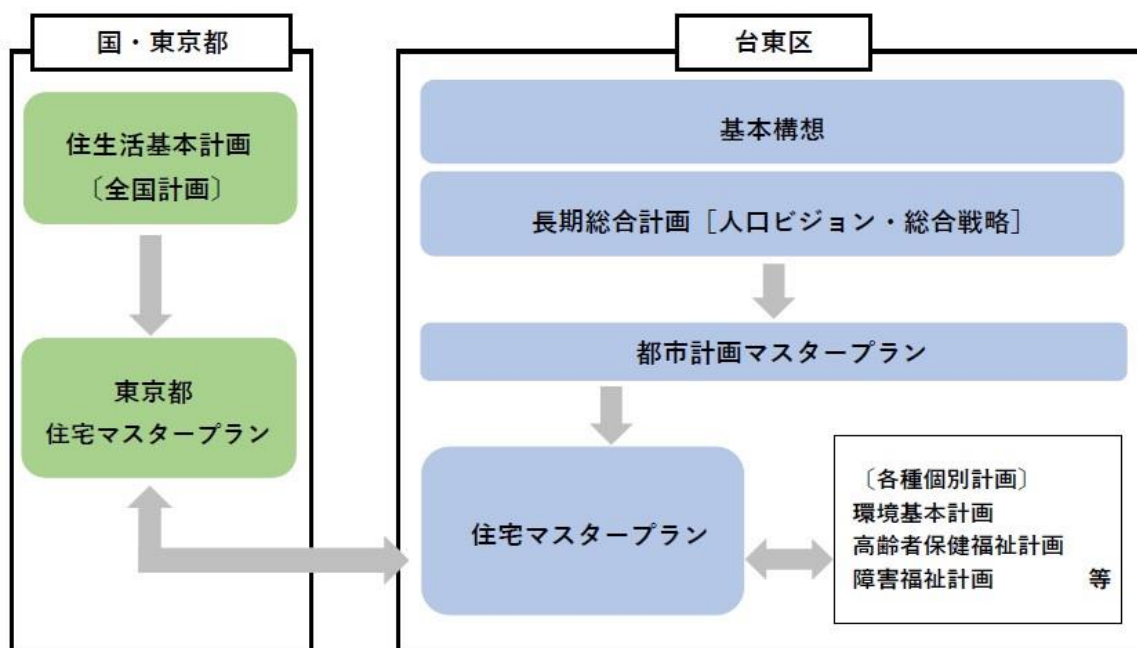 国・東京都
住生活基本計画
〔全国計画〕
東京都
住宅マスタープラン
台東区
基本構想
長期総合計画［人口ビジョン・総合戦略］
都市計画マスタープラン
住宅マスタープラン
〔各種個別計画〕
環境基本計画
高齢者保健福祉計画
障害福祉計画 等